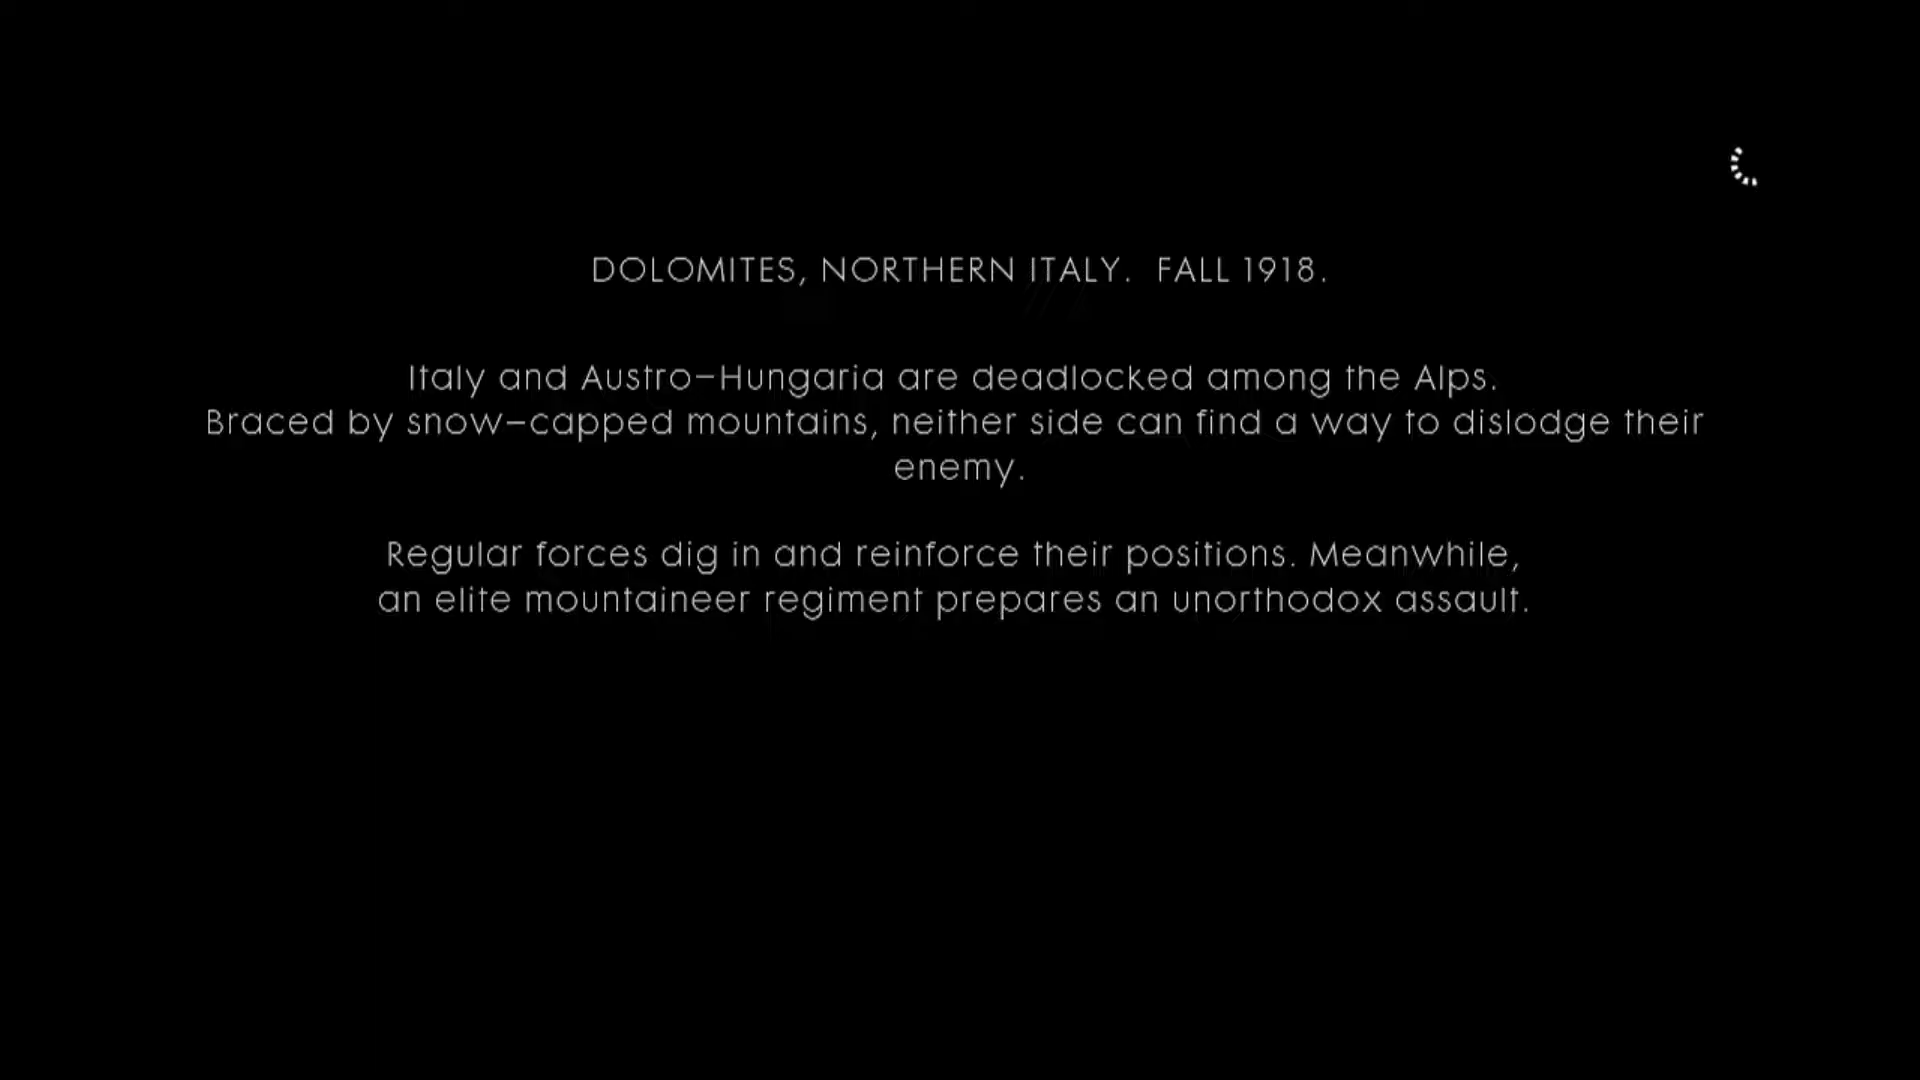 DOLOMITES, NORTHERN ITALY.  FALL 1918.
Italy and Austro-Hungaria are deadlocked among the Alps.
Braced by snow-capped mountains, neither side can find a way to dislodge their
enemy.
Regular forces dig in and reinforce their positions. Meanwhile,
an elite mountaineer regiment prepares an unorthodox assault.